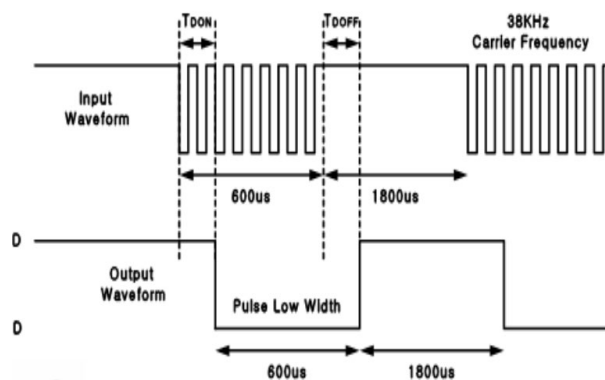 TDON
TDOFF
38KHz
Carrier Frequency
Input
Waveform
600us
1800us
D
Output
Waveform
Pulse Low Width
D
600us
1800us